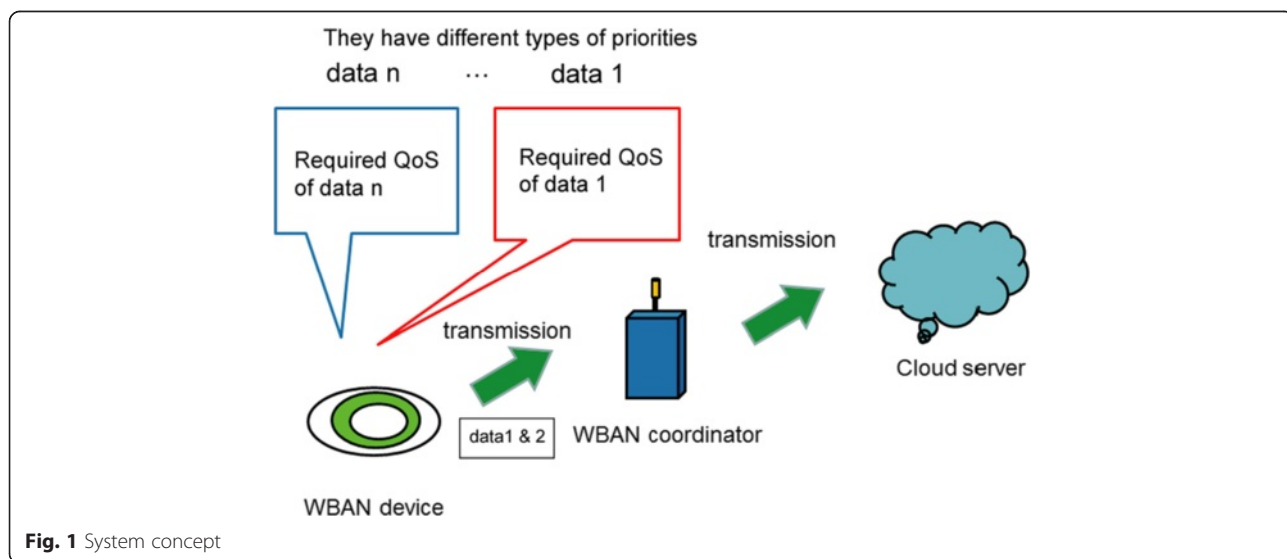 They have different types of priorities
data n ... data 1
Required QoS
of data n
Required QoS
of data 1
transmission
transmission
Cloud server
data1 & 2
WBAN coordinator
WBAN device
Fig. 1 System concept